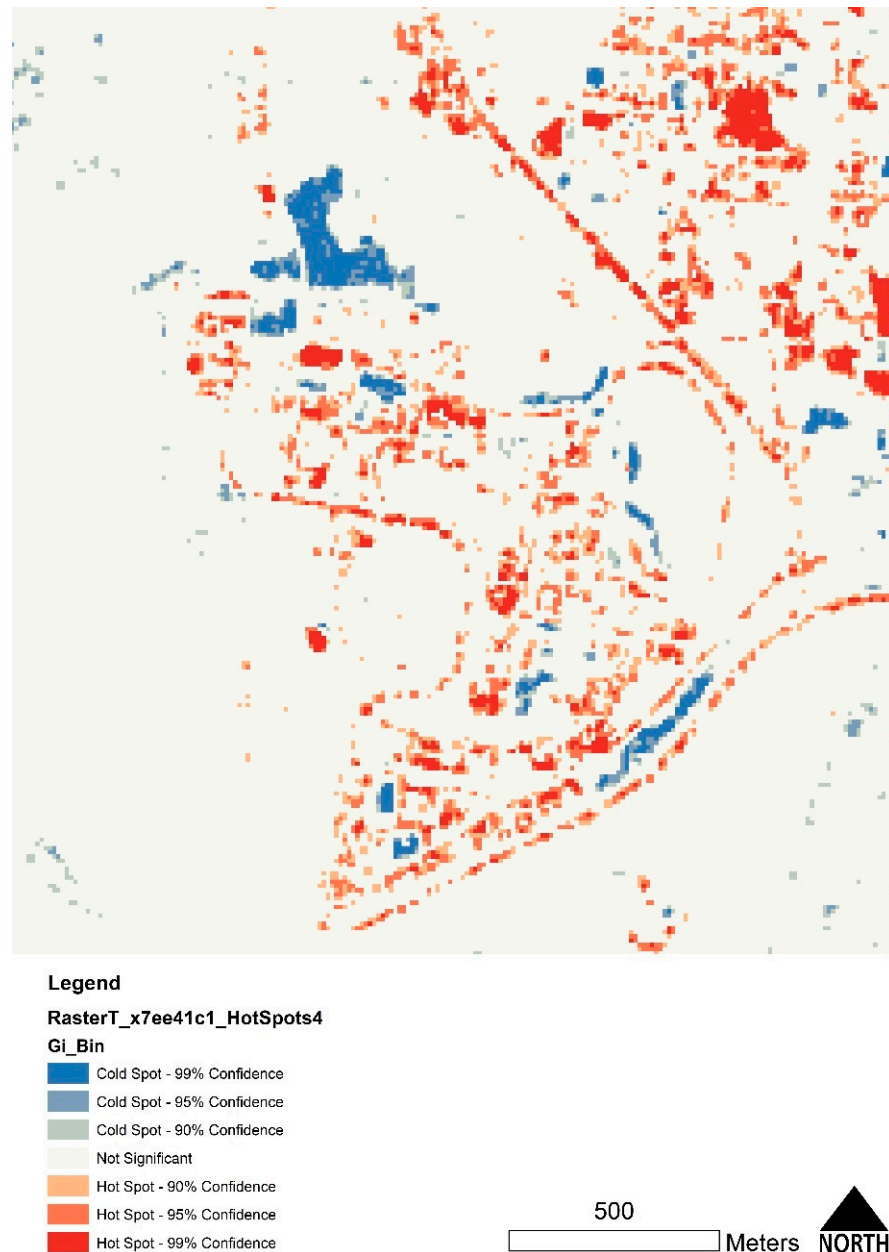 Legend
RasterT_x7ee41c1_HotSpots4
Gi_Bin
Cold Spot - 99% Confidence
Cold Spot - 95% Confidence
Cold Spot - 90% Confidence
Not Significant
Hot Spot - 90% Confidence
Hot Spot - 95% Confidence
Hot Spot - 99% Confidence
500
Meters
NORTH